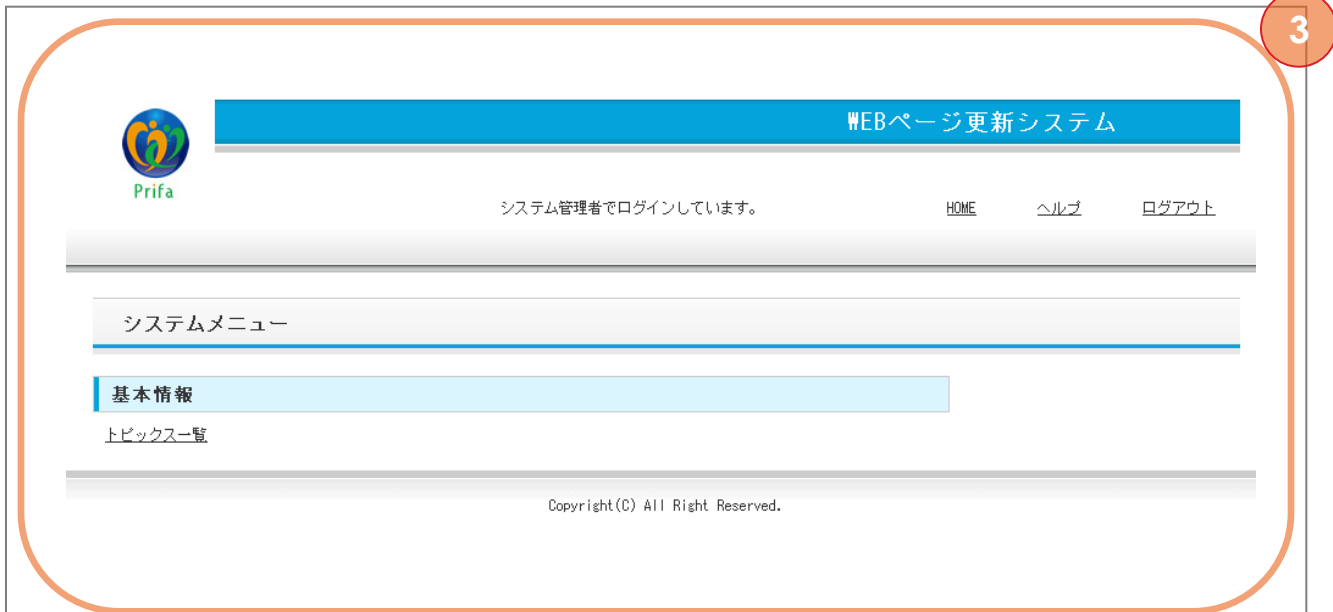 3
WEBページ更新システム
Prifa
システム管理者でログインしています。 HOME ヘルプ ログアウト
システムメニュー
基本情報
トピックス一覧
Copyright(C) All Right Reserved.